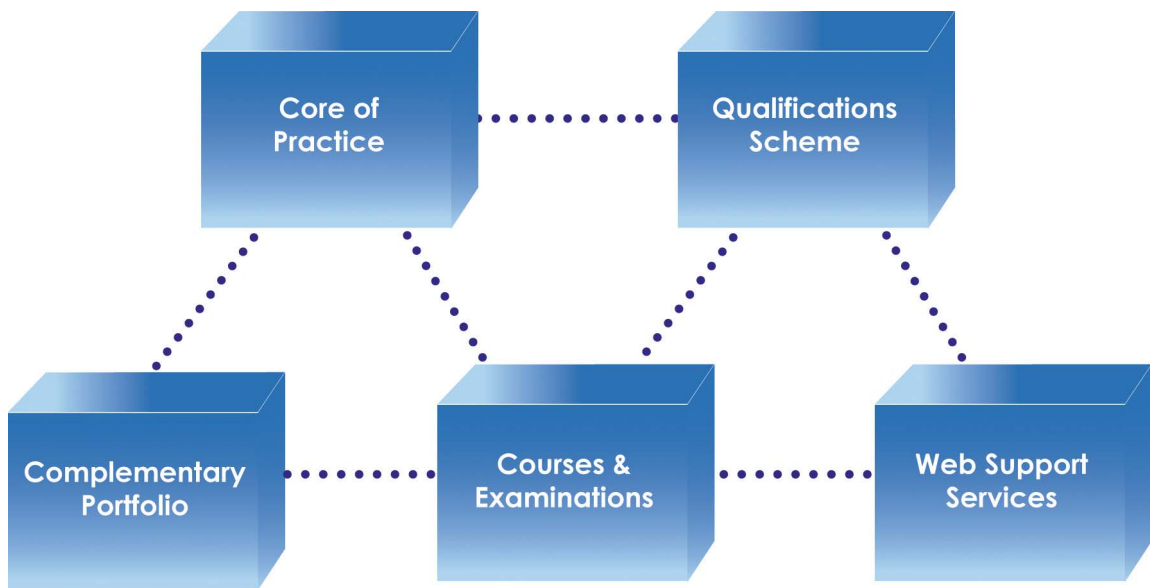 Core of
Practice
Qualifications
Scheme
Complementary
Portfolio
Courses &
Examinations
Web Support
Services